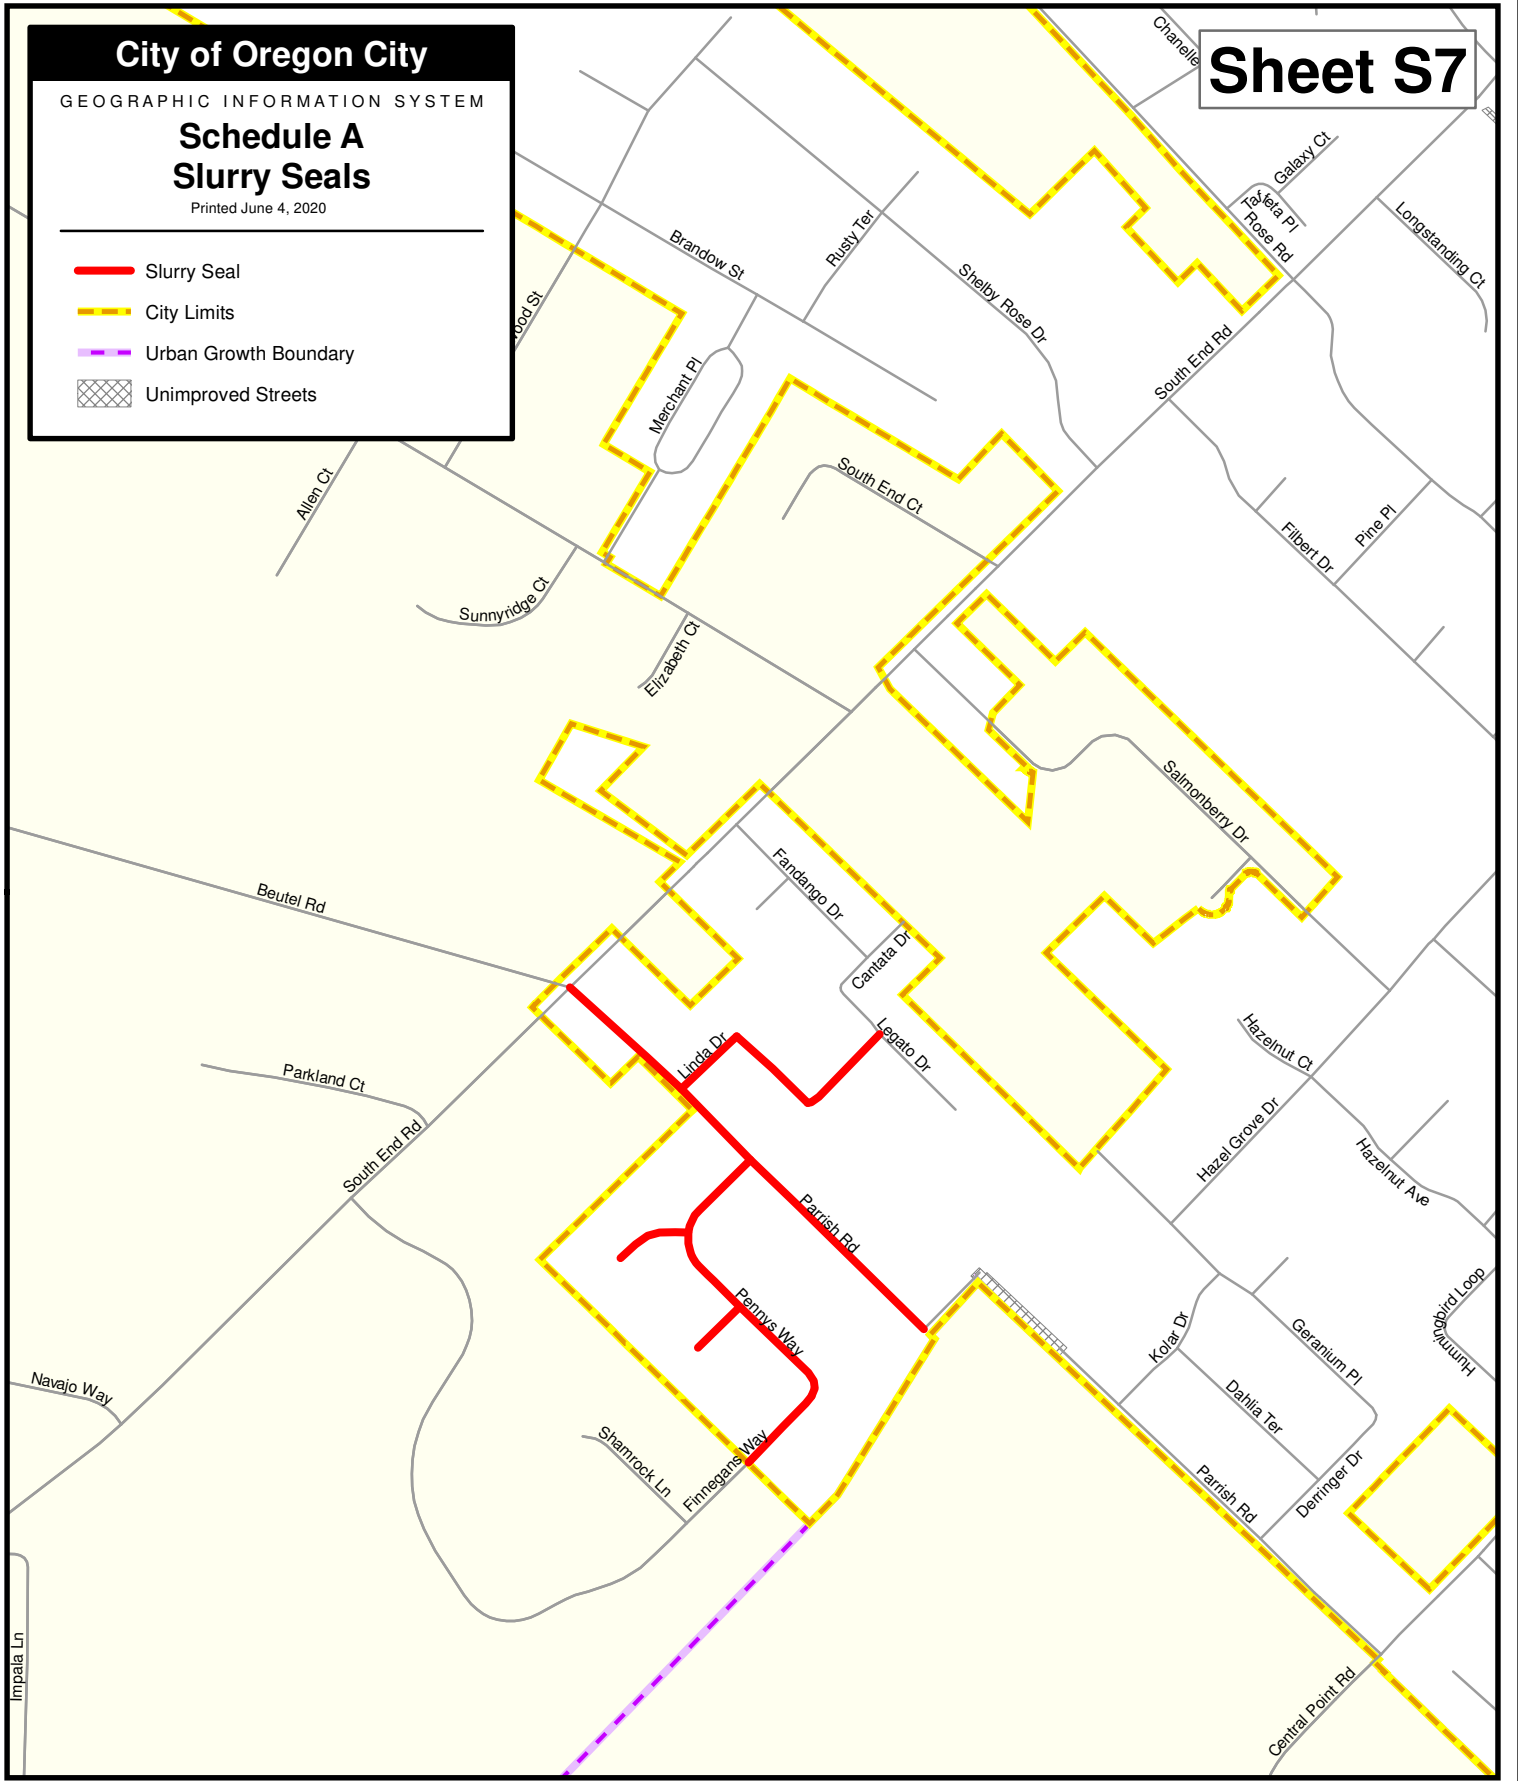 City of Oregon City
GEOGRAPHIC INFORMATION SYSTEM
Schedule A
Slurry Seals
Printed June 4, 2020
Slurry Seal
City Limits
Urban Growth Boundary
Unimproved Streets
Sheet S7
Chanelle
Galaxy Ct
Rose Rd
Longstanding Ct
Rusty Ter
Brandow St
Shelby Rose Dr
ood St
South End Rd
Merchant Pl
South End Ct
Allen Ct
Filbert Dr
Pine Pl
Sunnyridge Ct
Elizabeth Ct
Salmonberry Dr
Fandango Dr
Beutel Rd
Cantata Dr
Legato Dr
Linda Dr
Hazelnut Ct
Parkland Ct
South End Rd
Hazel Grove Dr
Hazelnut Ave
Parrish Rd
Pennys Way
Kolar Dr
Geranium Pl
Hummingbird Loop
Navajo Way
Dahlia Ter
Shamrock Ln
Finnegans Way
Derringer Dr
Parrish Rd
Impala Ln
Central Point Rd